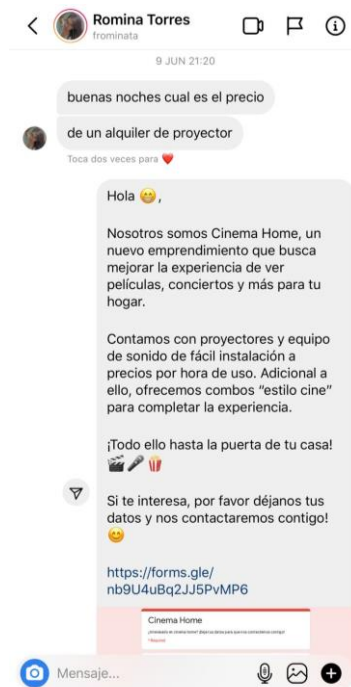 Romina Torres
frominata
9 JUN 21:20
buenas noches cual es el precio
de un alquiler de proyector
Toca dos veces para ❤️
Hola 😁,
Nosotros somos Cinema Home, un
nuevo emprendimiento que busca
mejorar la experiencia de ver
películas, conciertos y más para tu
hogar.
Contamos con proyectores y equipo
de sonido de fácil instalación a
precios por hora de uso. Adicional a
ello, ofrecemos combos “estilo cine”
para completar la experiencia.
¡Todo ello hasta la puerta de tu casa!
🎬🎤🍿
Si te interesa, por favor déjanos tus
datos y nos contactaremos contigo!
😊
https://forms.gle/
nb9U4uBq2JJ5PvMP6
Cinema Home
Mensaje...